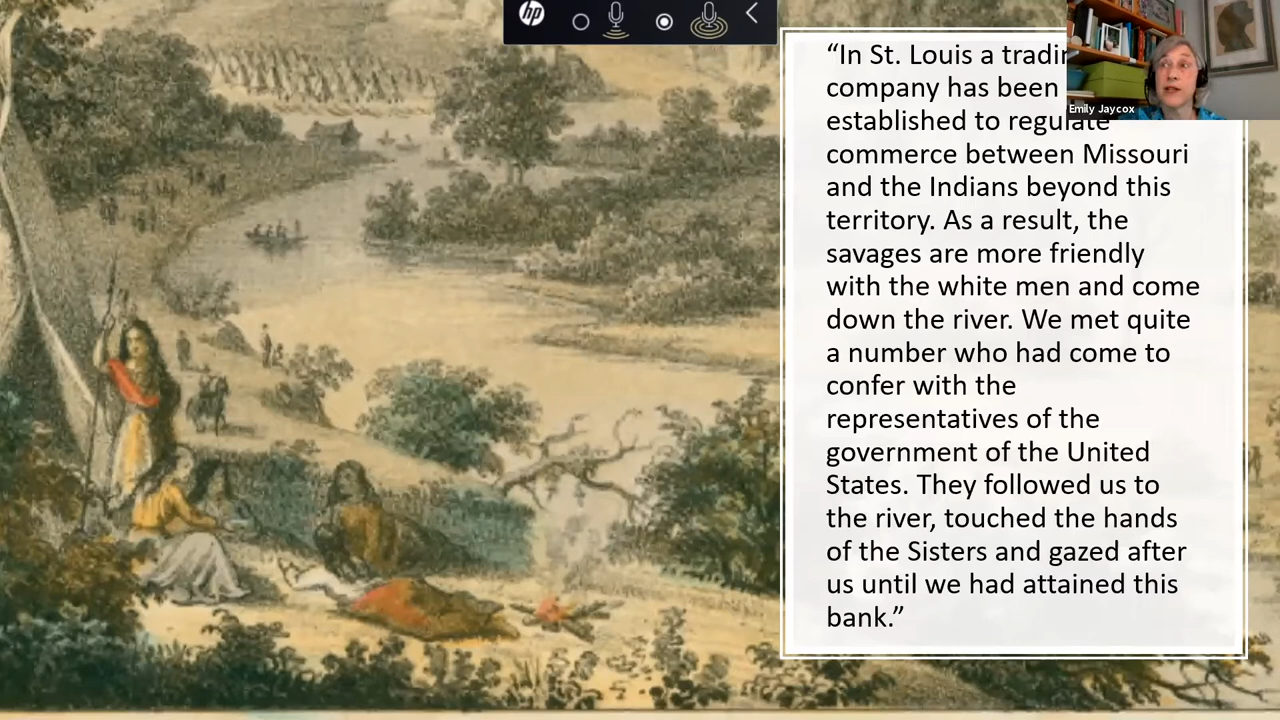 hp
“In St. Louis a
company has been
established to regulate
commerce between Missouri
and the Indians beyond this
territory. As a result, the
savages are more friendly
with the white men and come
down the river. We met quite
a number who had come to
confer with the
representatives of the
government of the United
States. They followed us to
the river, touched the hands
of the Sisters and gazed after
us until we had attained this
bank.”
Emily Jaycox